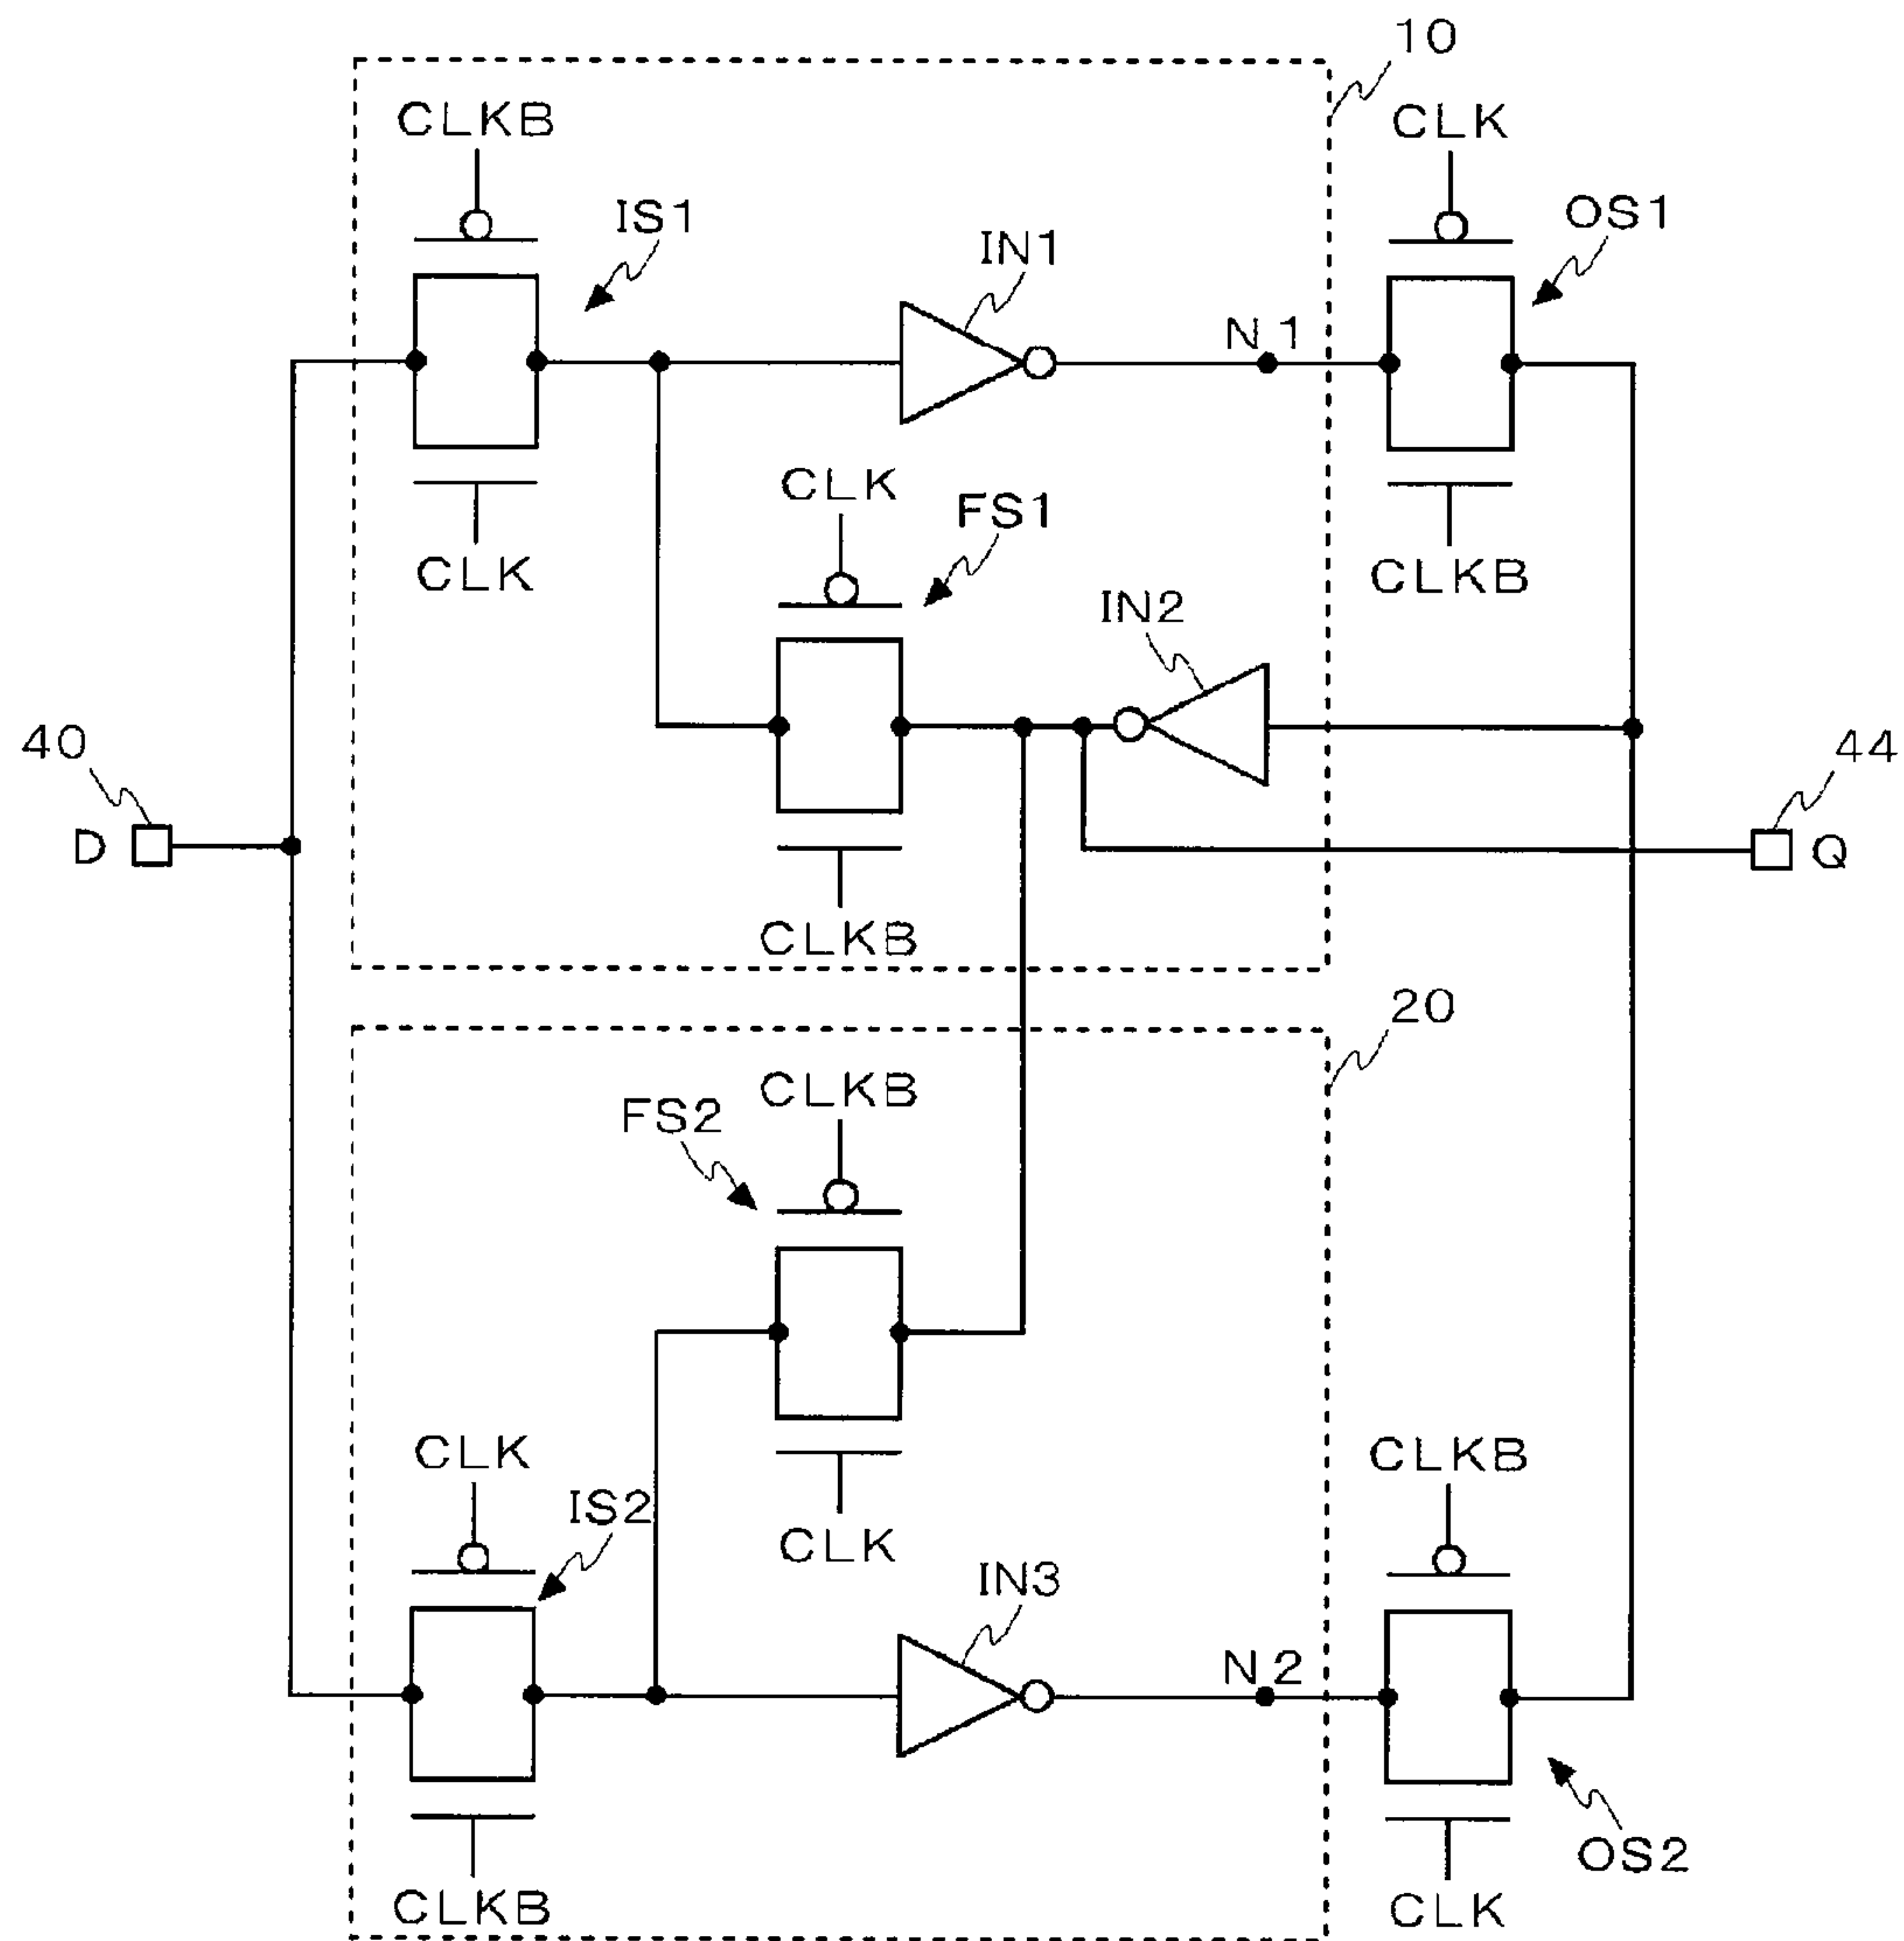 10
CLKB
CLK
IS1
OS1
IN1
N1
CLK
FS1
CLK
CLKB
IN2
40
44
D
Q
CLKB
20
CLKB
FS2
CLK
CLKB
IS2
CLK
IN3
N2
OS2
CLKB
CLK